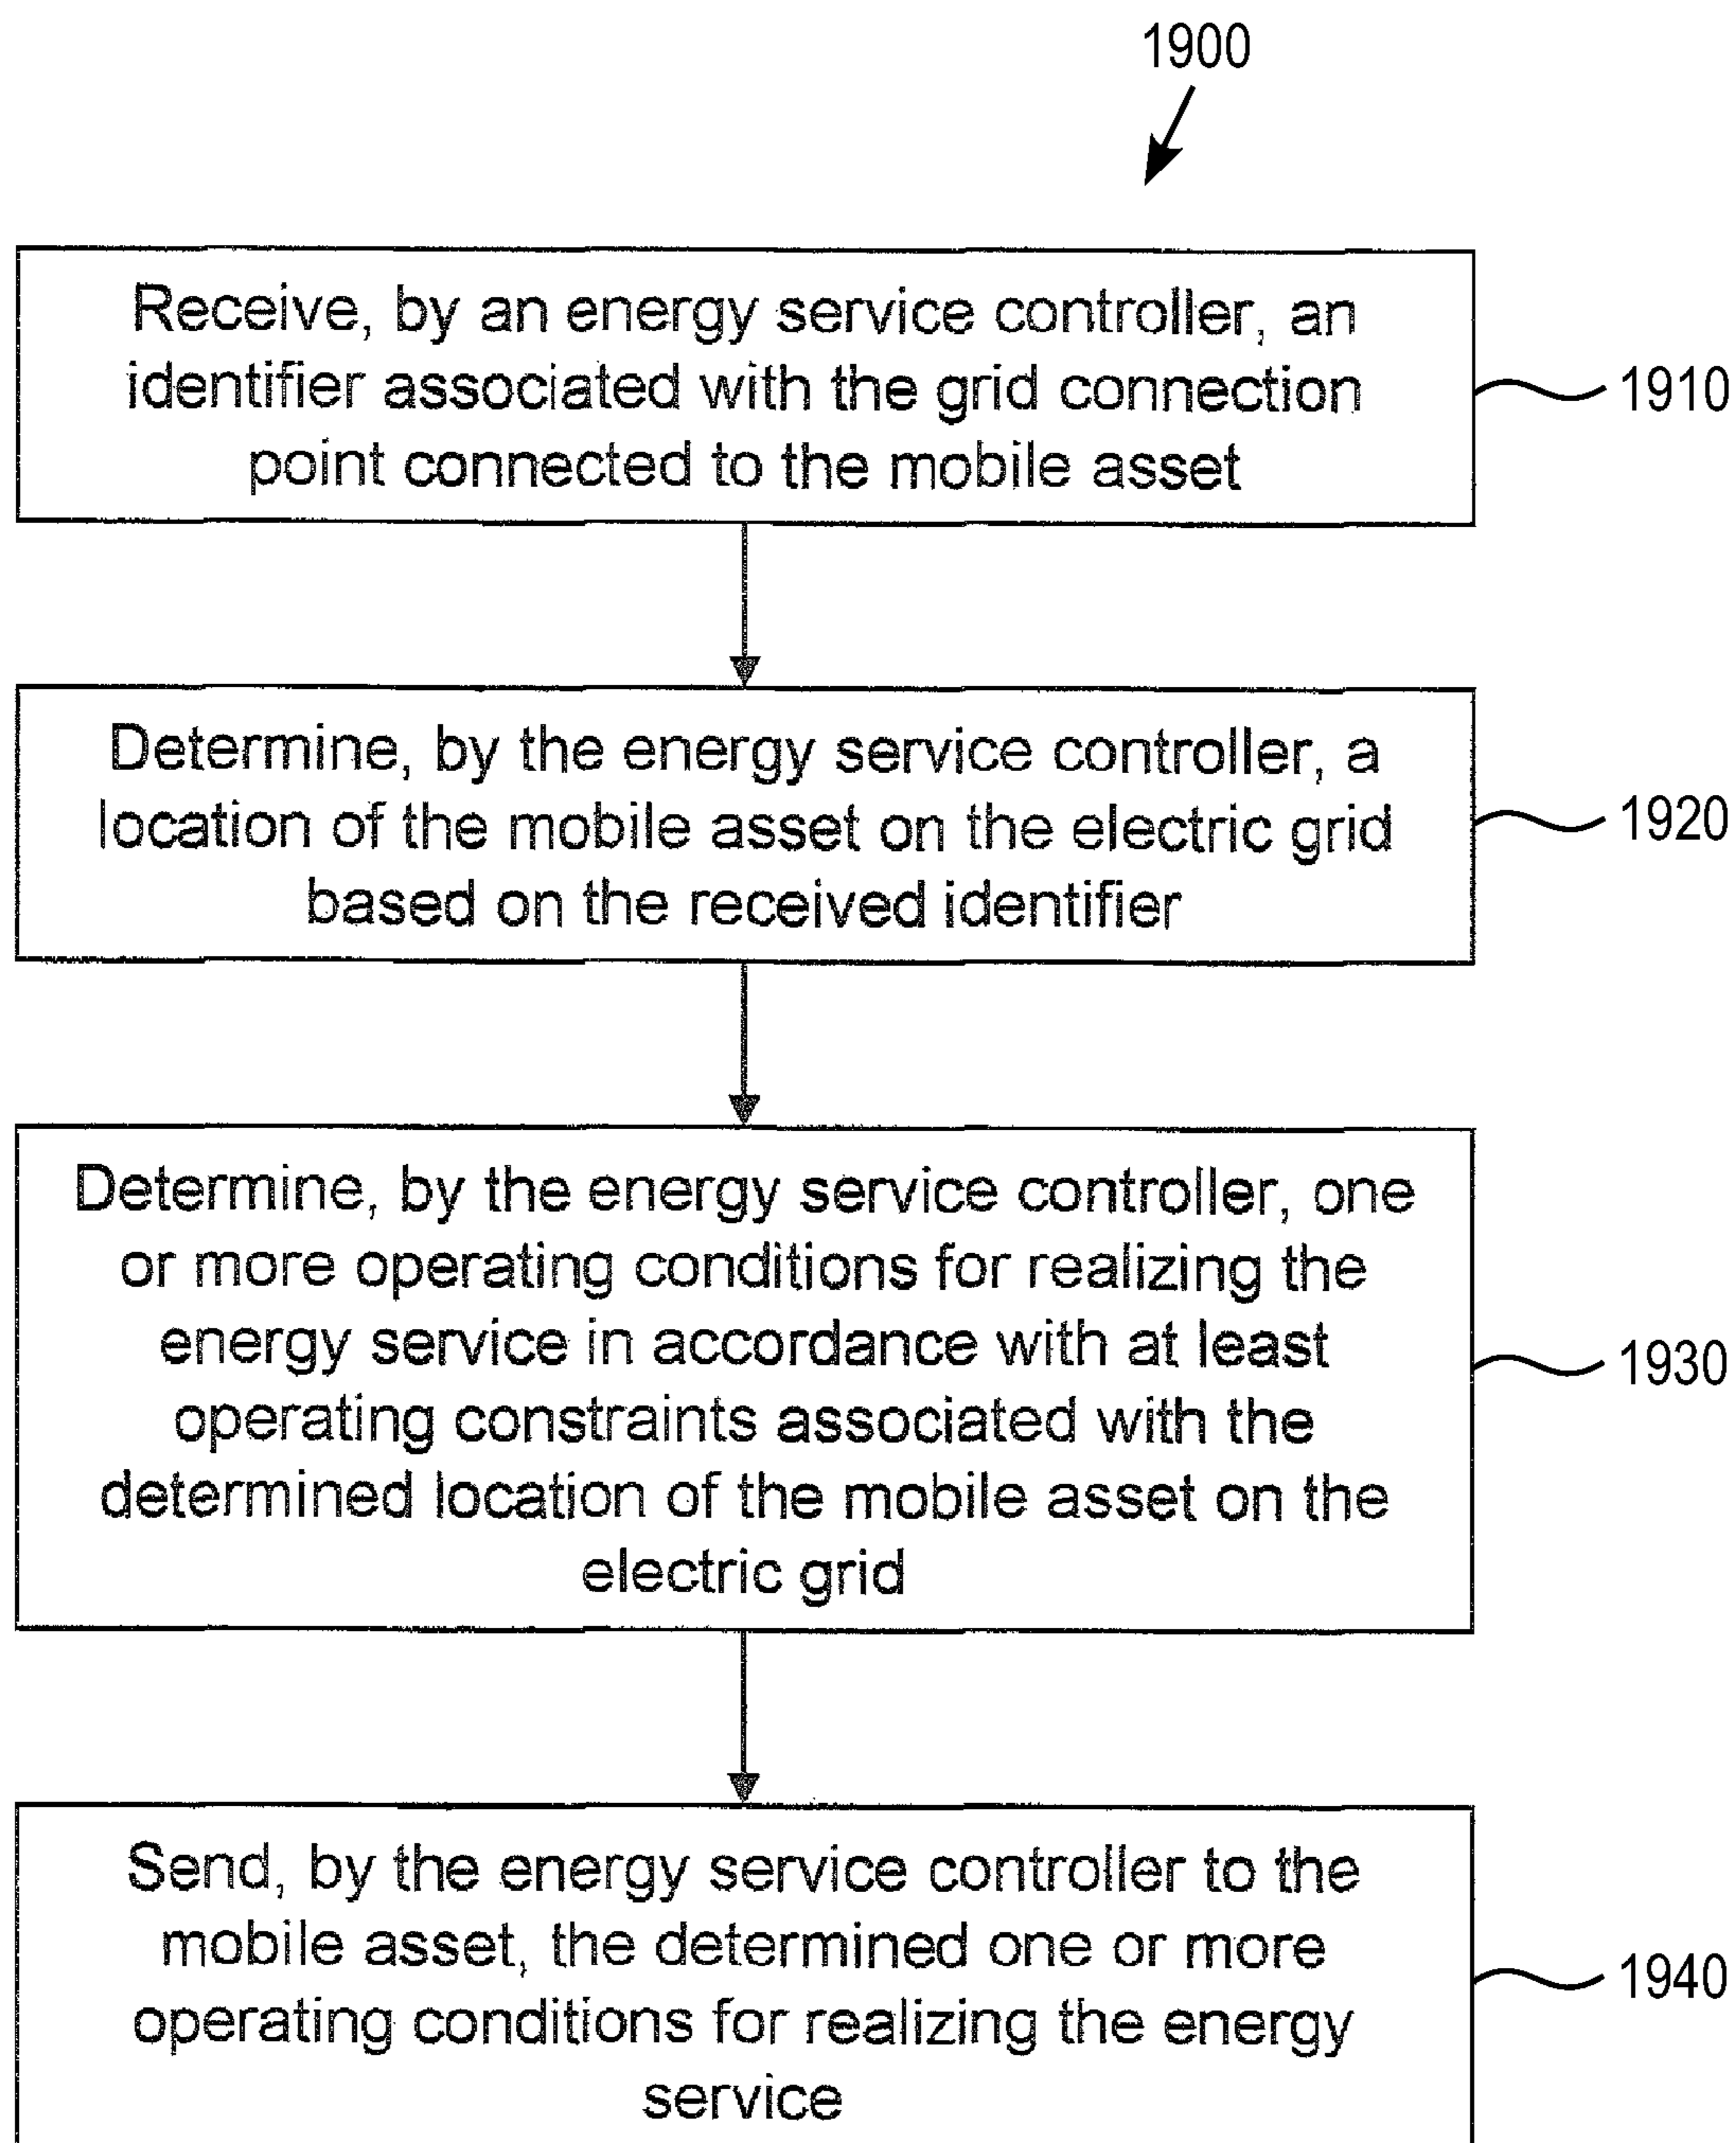 1900
Receive, by an energy service controller, an
identifier associated with the grid connection
point connected to the mobile asset
1910
Determine, by the energy service controller, a
location of the mobile asset on the electric grid
based on the received identifier
1920
Determine, by the energy service controller, one
or more operating conditions for realizing the
energy service in accordance with at least
operating constraints associated with the
determined location of the mobile asset on the
electric grid
1930
Send, by the energy service controller to the
mobile asset, the determined one or more
operating conditions for realizing the energy
service
1940